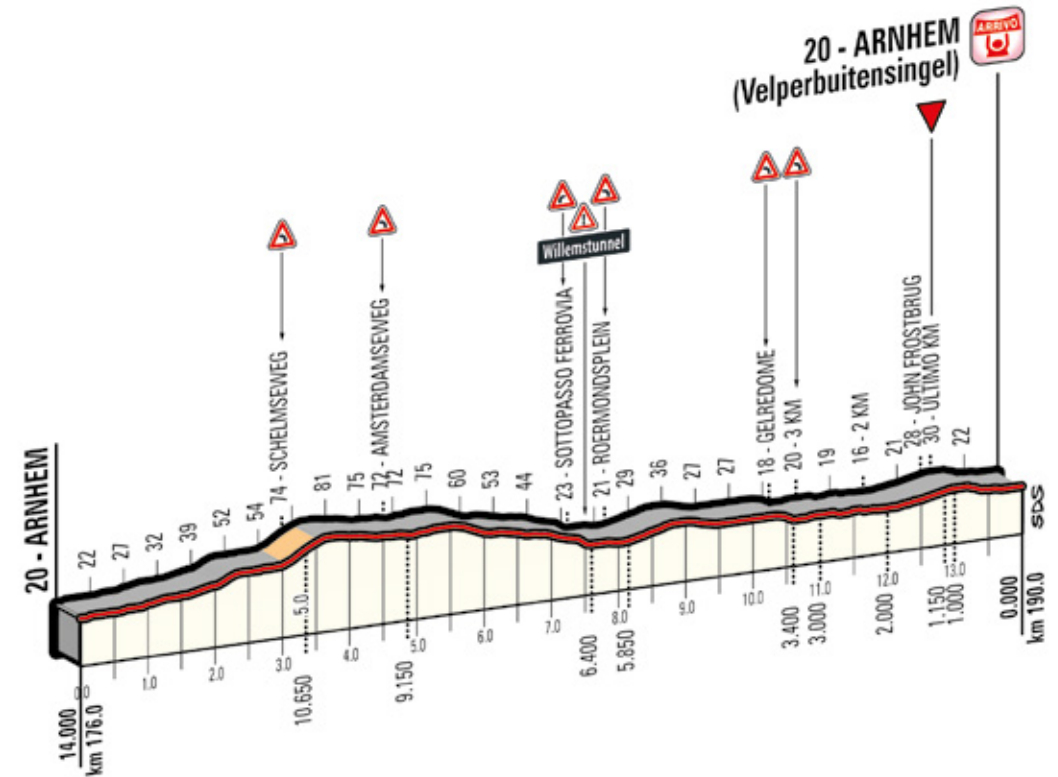 ARRIVO
20 - ARNHEM
(Velperbuitensingel)
Willemstunnel
20 - ARNHEM
22
27
32
39
52
54
74 - SCHELMSEWEG
81
75
72 - AMSTERDAMSEWEG
72
75
60
53
44
23 - SOTTOPASSO FERROVIA
21 - ROERMONDSPLEIN
29
36
27
27
18 - GELREDOME
20 - 3 KM
19
16 - 2 KM
21
28 - JOHN FROSTBRUG
30 - ULTIMO KM
22
SDS
5.0
0.0
1.0
2.0
3.0
4.0
5.0
6.0
7.0
8.0
9.0
10.0
11.0
12.0
13.0
14.000
km 176.0
10.650
9.150
6.400
5.850
3.400
3.000
2.000
1.150
1.000
0.000
km 190.0